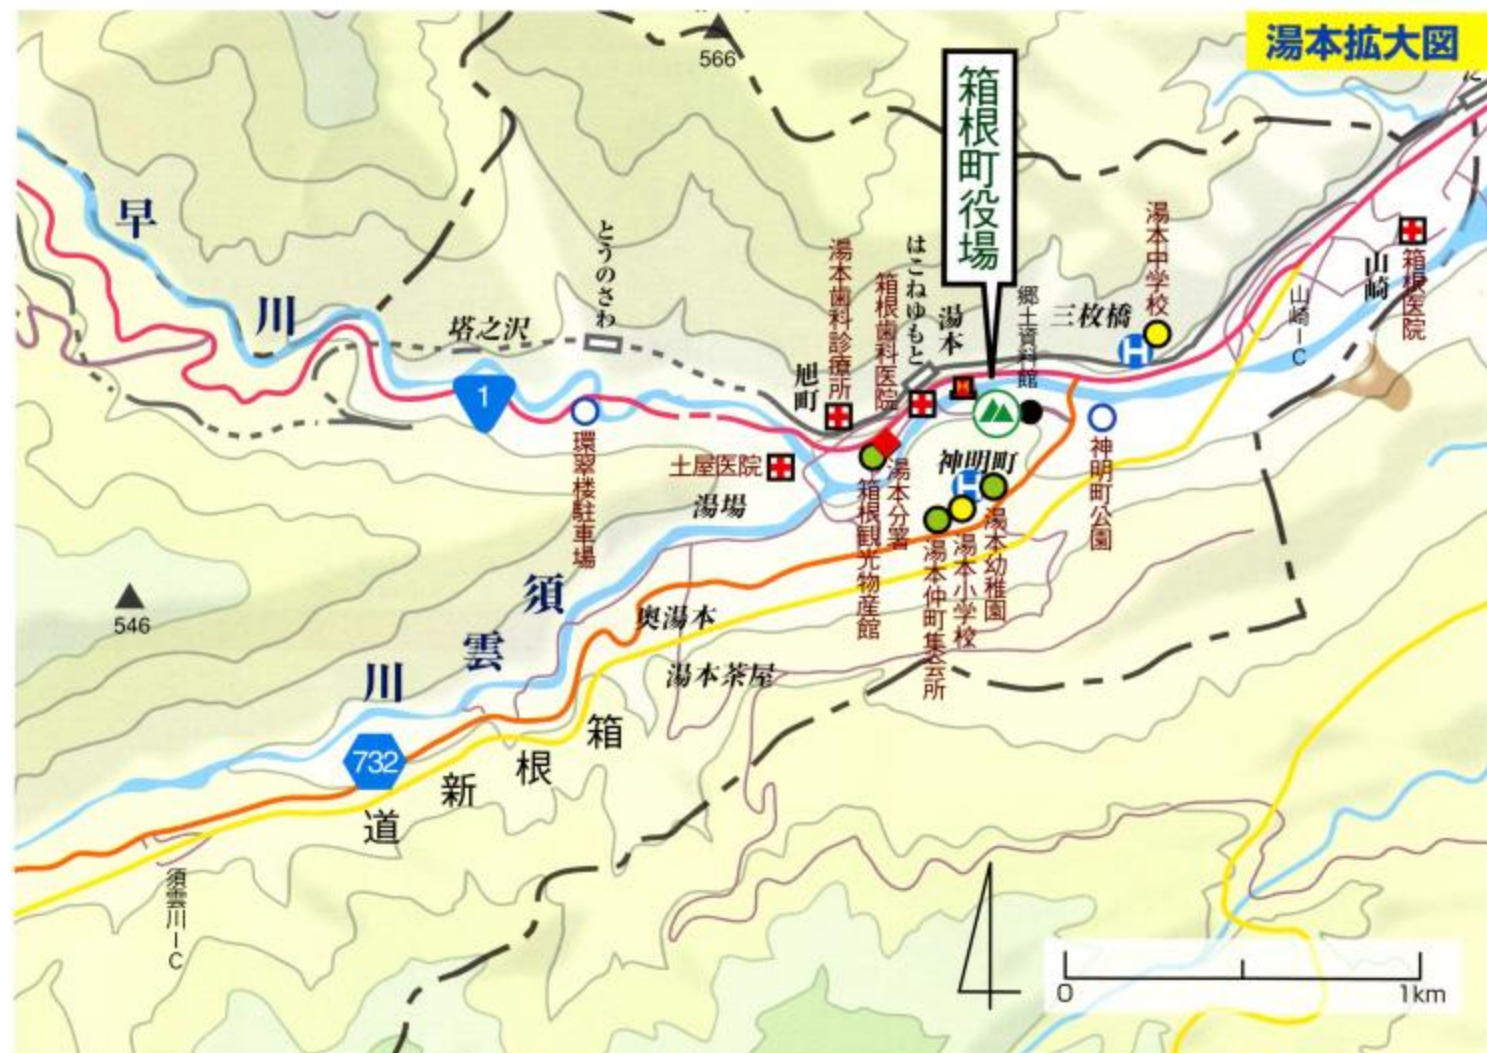 湯本拡大図
566
箱根町役場
早川
とうのさわ
塔之沢
1
環翠楼駐車場
旭町
湯本歯科診療所
箱根歯科医院
はこねゆもと
湯本
郷土資料館
三枚橋
湯本中学校
山崎IC
山崎
箱根医院
土屋医院
湯場
湯本分署
箱根観光物産館
神明町
神明町公園
湯本幼稚園
湯本小学校
湯本仲町集会所
546
須雲川
奥湯本
湯本茶屋
732
箱根新道
須雲川IC
0
1km